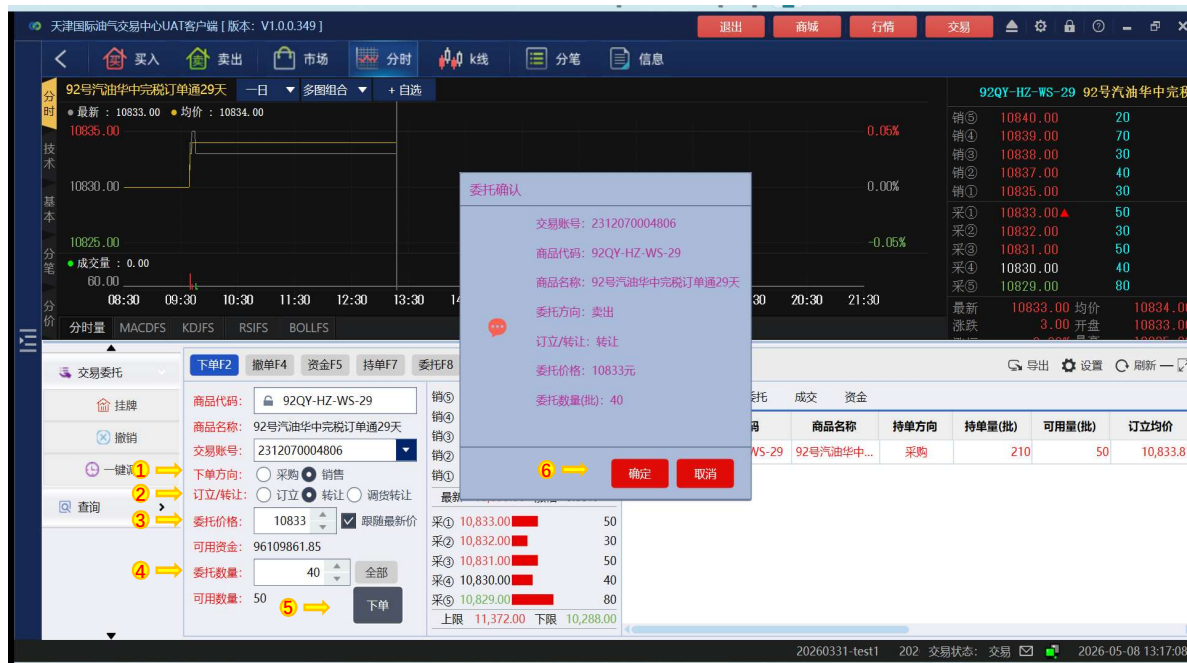 天津国际油气交易中心UAT客户端 [ 版本: V1.0.0.349 ]
退出 商城 行情 交易
买入 卖出 市场 分时 k线 分笔 信息
分时
技术
基本
分笔
分价
92号汽油华中完税订单通29天 一日 ▼ 多图组合 ▼ + 自选
最新 : 10833.00 均价 : 10834.00
10835.00 0.05%
10830.00 0.00%
10825.00 -0.05%
成交量 : 0.00
60.00
08:30 09:30 10:30 11:30 12:30 13:30 14 30 20:30 21:30
分时量 MACDFS KDJFS RSIFS BOLLFS
92QY-HZ-WS-29 92号汽油华中完税
销⑤ 10840.00 20
销④ 10839.00 70
销③ 10838.00 30
销② 10837.00 40
销① 10835.00 30
采① 10833.00▲ 50
采② 10832.00 30
采③ 10831.00 50
采④ 10830.00 40
采⑤ 10829.00 80
最新 10833.00 均价 10834.00
涨跌 3.00 开盘 10833.00
委托确认
交易账号: 2312070004806
商品代码: 92QY-HZ-WS-29
商品名称: 92号汽油华中完税订单通29天
委托方向: 卖出
订立/转让: 转让
委托价格: 10833元
委托数量(批): 40
6 确定 取消
交易委托
挂牌
撤销
一键调
查询
下单F2 撤单F4 资金F5 持单F7 委托F8
商品代码: 92QY-HZ-WS-29
商品名称: 92号汽油华中完税订单通29天
交易账号: 2312070004806
1 下单方向: 采购 销售
2 订立/转让: 订立 转让 调货转让
3 委托价格: 10833 跟随最新价
可用资金: 96109861.85
4 委托数量: 40 全部
可用数量: 50
5 下单
销⑤
销④
销③
销②
销①
采① 10,833.00 50
采② 10,832.00 30
采③ 10,831.00 50
采④ 10,830.00 40
采⑤ 10,829.00 80
上限 11,372.00 下限 10,288.00
导出 设置 刷新
成交 资金
商品名称 持单方向 持单量(批) 可用量(批) 订立均价
WS-29 92号汽油华中... 采购 210 50 10,833.8
20260331-test1 202 交易状态: 交易 2026-05-08 13:17:08